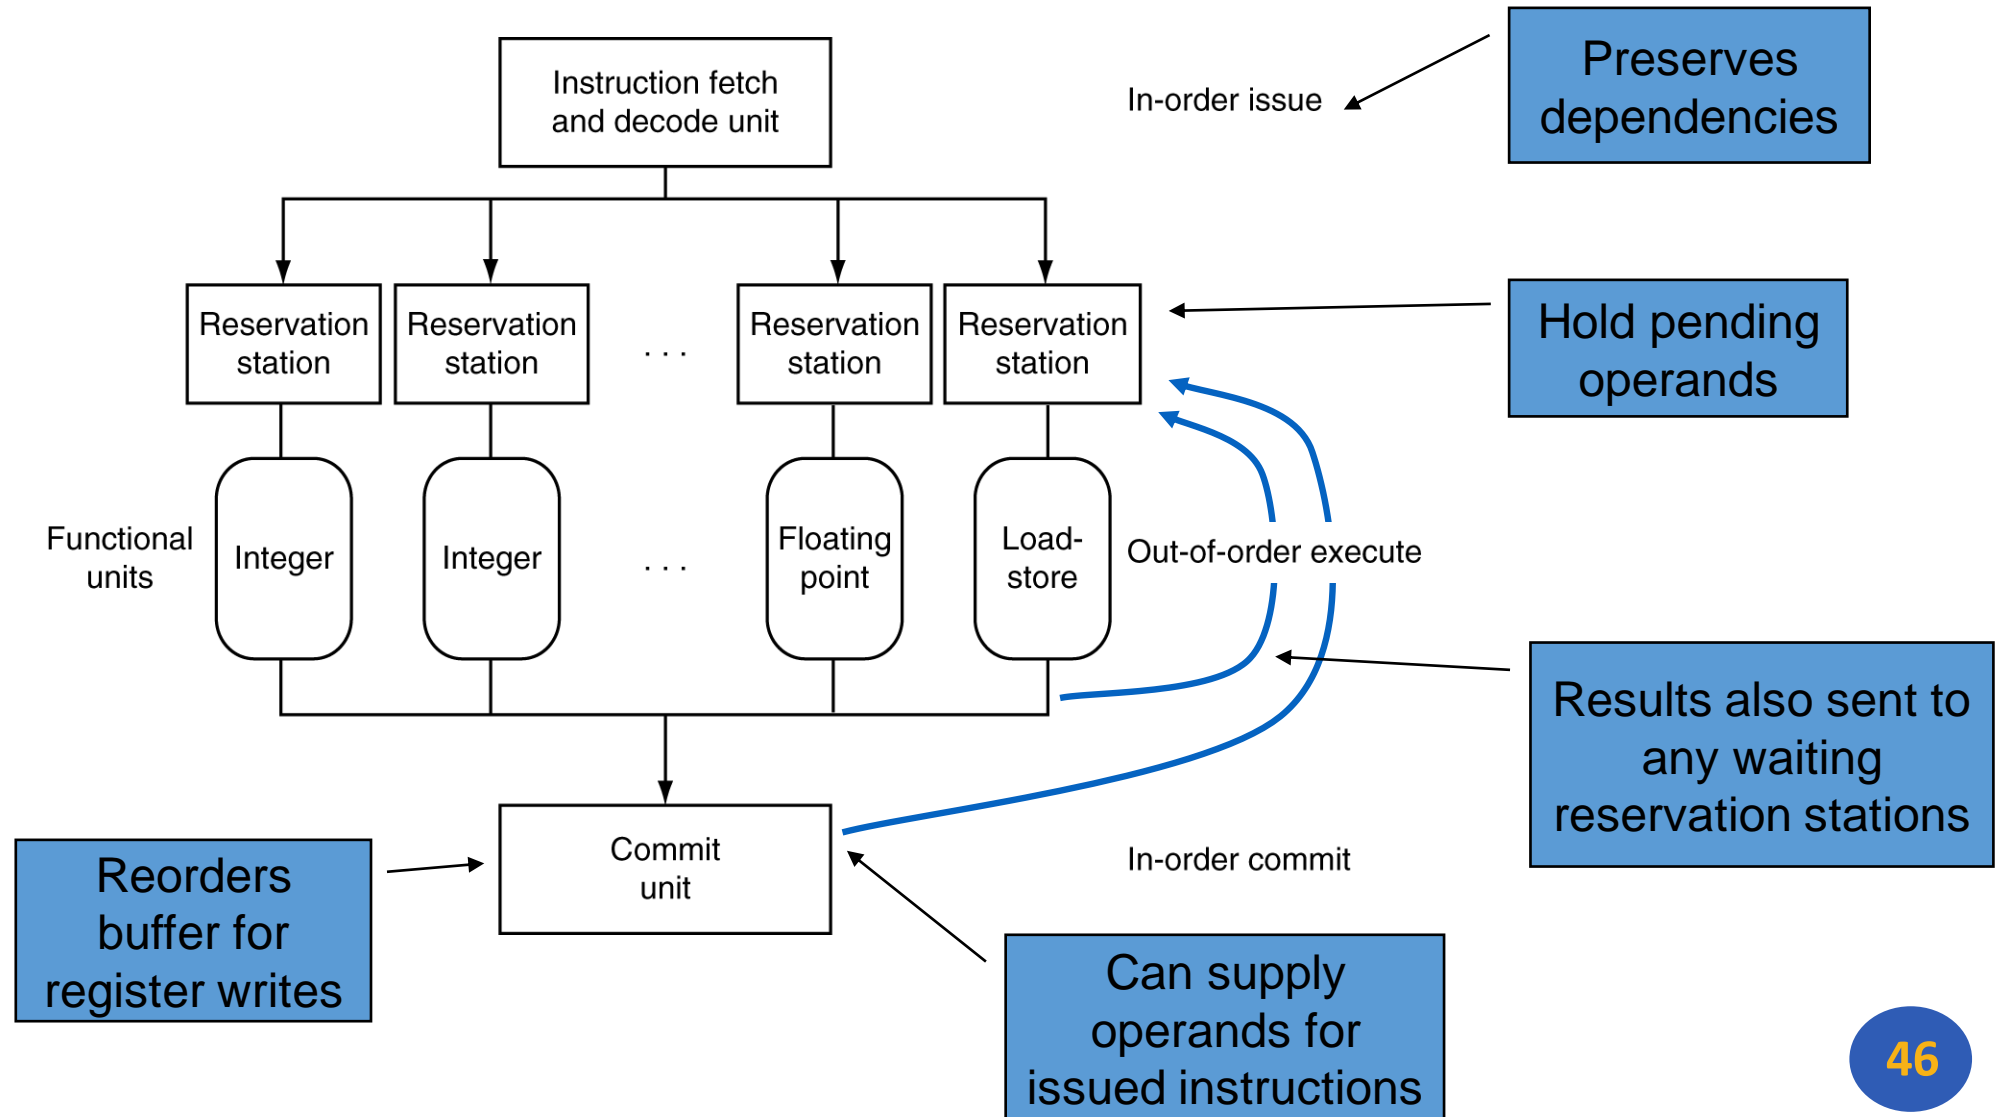 Instruction fetch
and decode unit
In-order issue
Preserves
dependencies
Reservation
station
Reservation
station
. . .
Reservation
station
Reservation
station
Hold pending
operands
Functional
units
Integer
Integer
. . .
Floating
point
Load-
store
Out-of-order execute
Results also sent to
any waiting
reservation stations
Commit
unit
In-order commit
Reorders
buffer for
register writes
Can supply
operands for
issued instructions
46